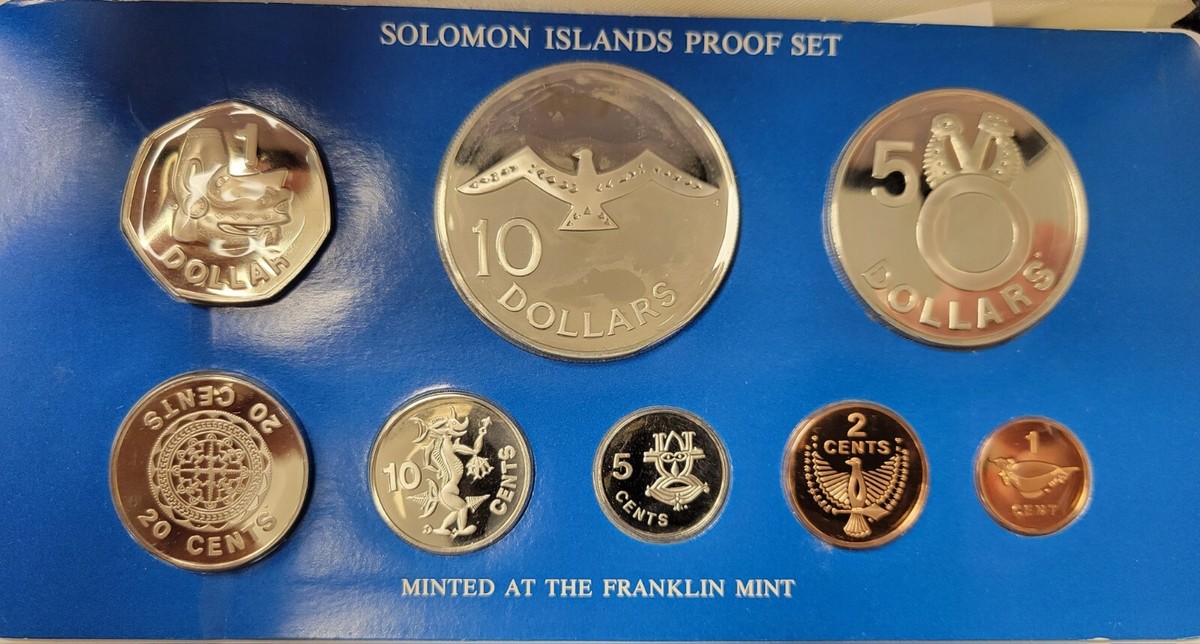 SOLOMON ISLANDS PROOF SET
1
DOLLAR
10
DOLLARS
5
DOLLARS
20 CENTS
20 CENTS
10
CENTS
5
CENTS
2
CENTS
1
CENT
MINTED AT THE FRANKLIN MINT